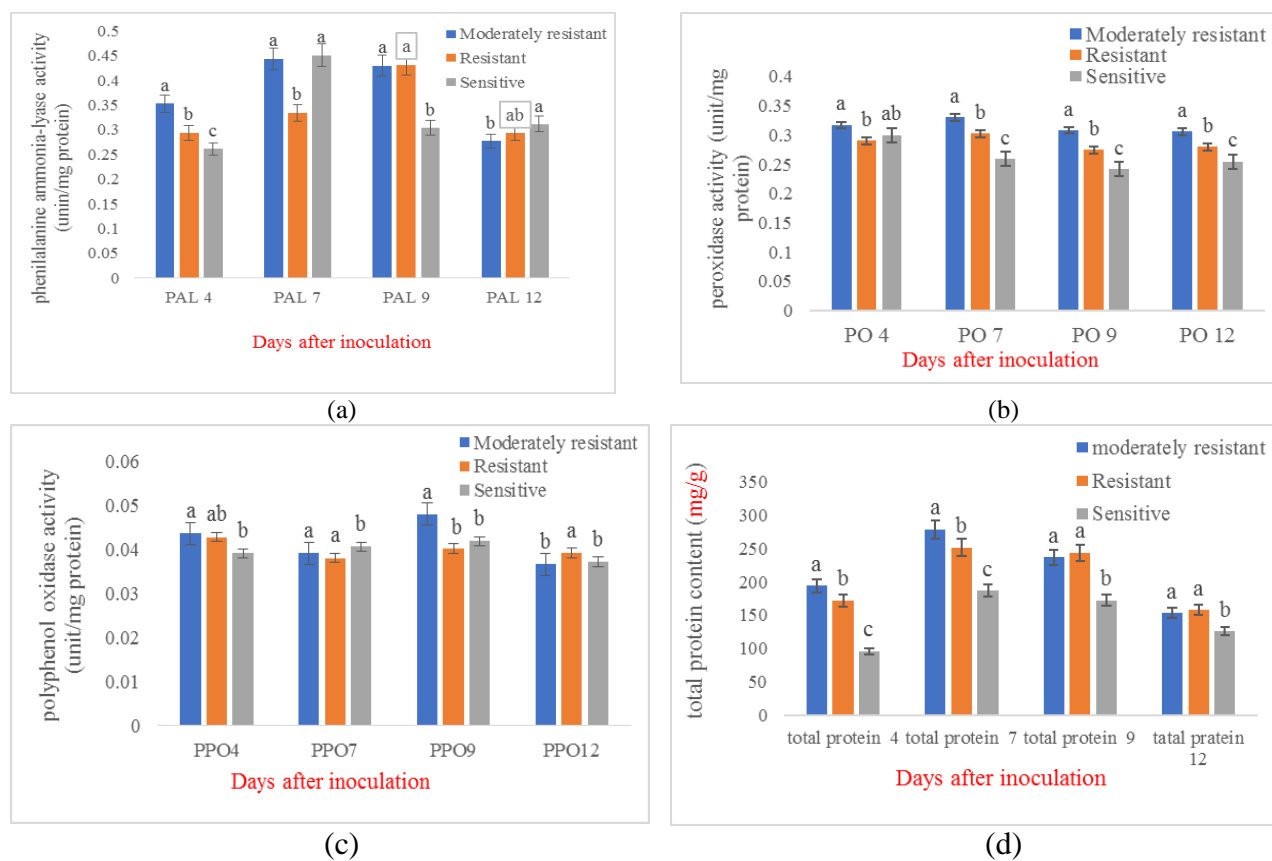 phenilalanine ammonia-lyase activity
(unin/mg protein)
0.5
0.45
0.4
0.35
0.3
0.25
0.2
0.15
0.1
0.05
0
a
b
c
a
b
a
a
a
b
b
ab
a
Moderately resistant
Resistant
Sensitive
PAL 4
PAL 7
PAL 9
PAL 12
Days after inoculation
(a)
peroxidase activity (unit/mg
protein)
0.4
0.35
0.3
0.25
0.2
0.15
0.1
0.05
0
Moderately resistant
Resistant
Sensitive
a
b
ab
a
b
c
a
b
c
a
b
c
PO 4
PO 7
PO 9
PO 12
Days after inoculation
(b)
polyphenol oxidase activity
(unit/mg protein)
0.06
0.05
0.04
0.03
0.02
0.01
0
Moderately resistant
Resistant
Sensitive
a
ab
b
a
a
b
a
b
b
b
a
b
PPO4
PPO7
PPO9
PPO12
Days after inoculation
(c)
total protein content (mg/g)
350
300
250
200
150
100
50
0
moderately resistant
Resistant
Sensitive
a
b
c
a
b
c
a
a
b
a
a
b
total protein 4
total protein 7
total protein 9
tatal pratein
12
Days after inoculation
(d)